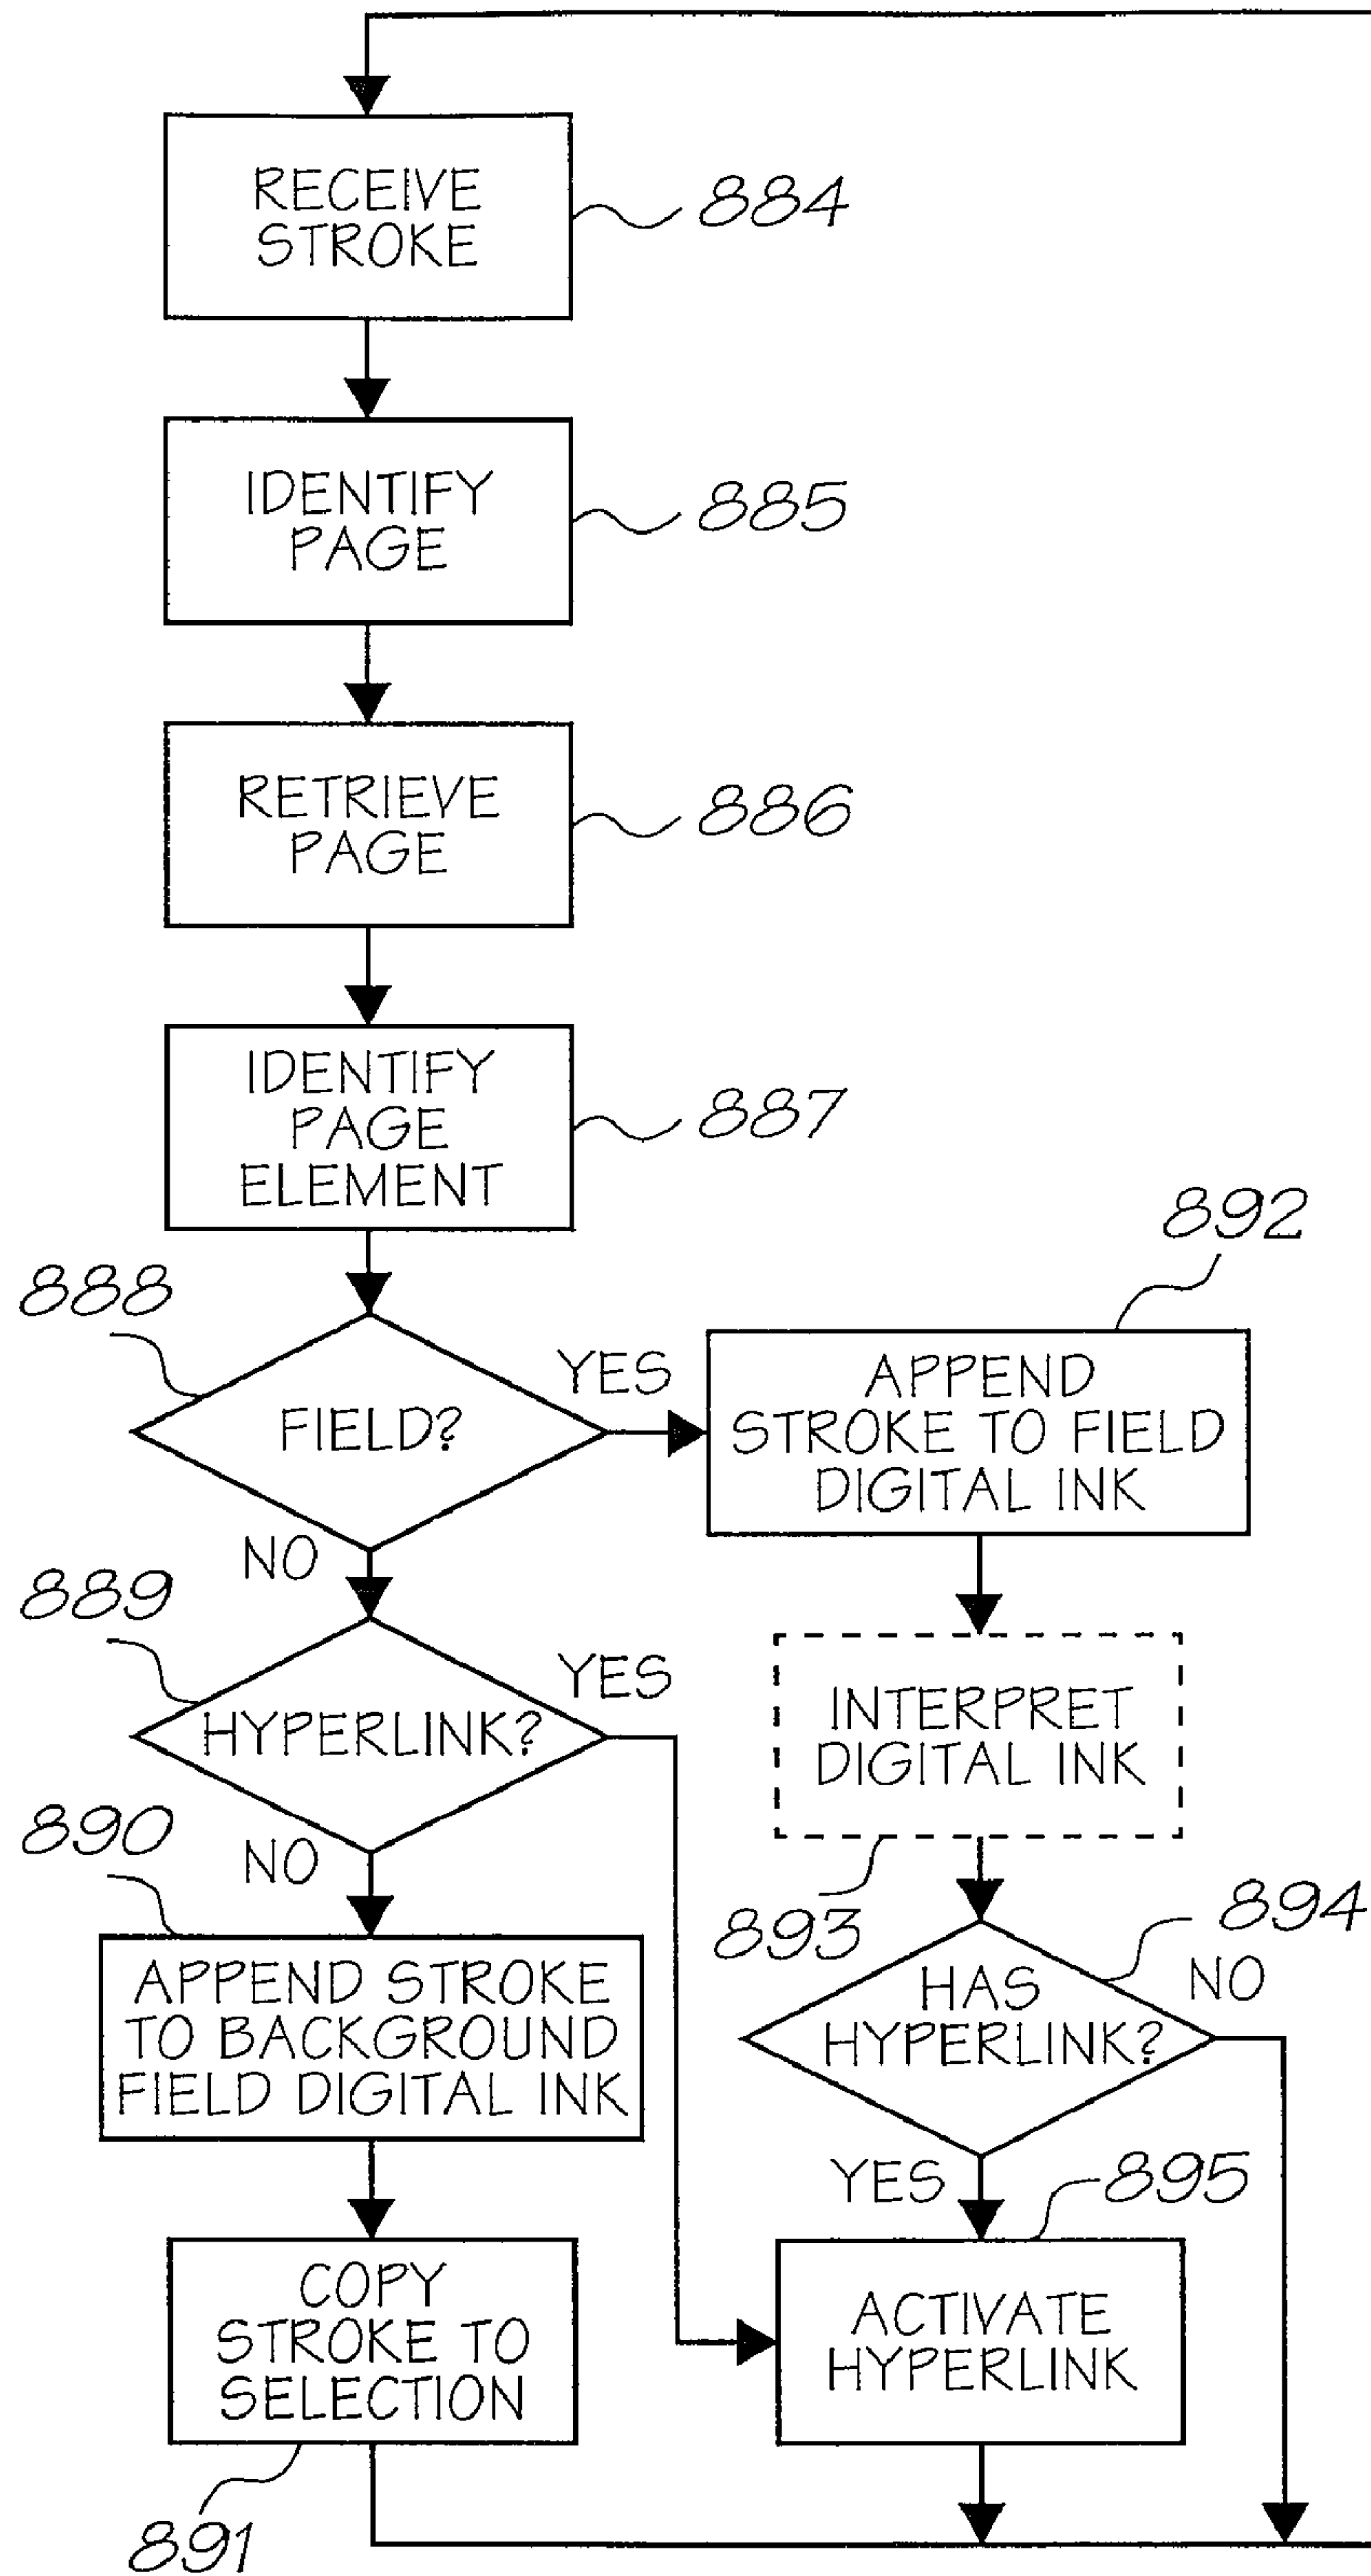 RECEIVE
STROKE
884
IDENTIFY
PAGE
885
RETRIEVE
PAGE
886
IDENTIFY
PAGE
ELEMENT
887
888
FIELD?
YES
NO
892
APPEND
STROKE TO FIELD
DIGITAL INK
889
HYPERLINK?
YES
NO
INTERPRET
DIGITAL INK
893
890
APPEND STROKE
TO BACKGROUND
FIELD DIGITAL INK
894
HAS
HYPERLINK?
NO
YES
895
COPY
STROKE TO
SELECTION
891
ACTIVATE
HYPERLINK